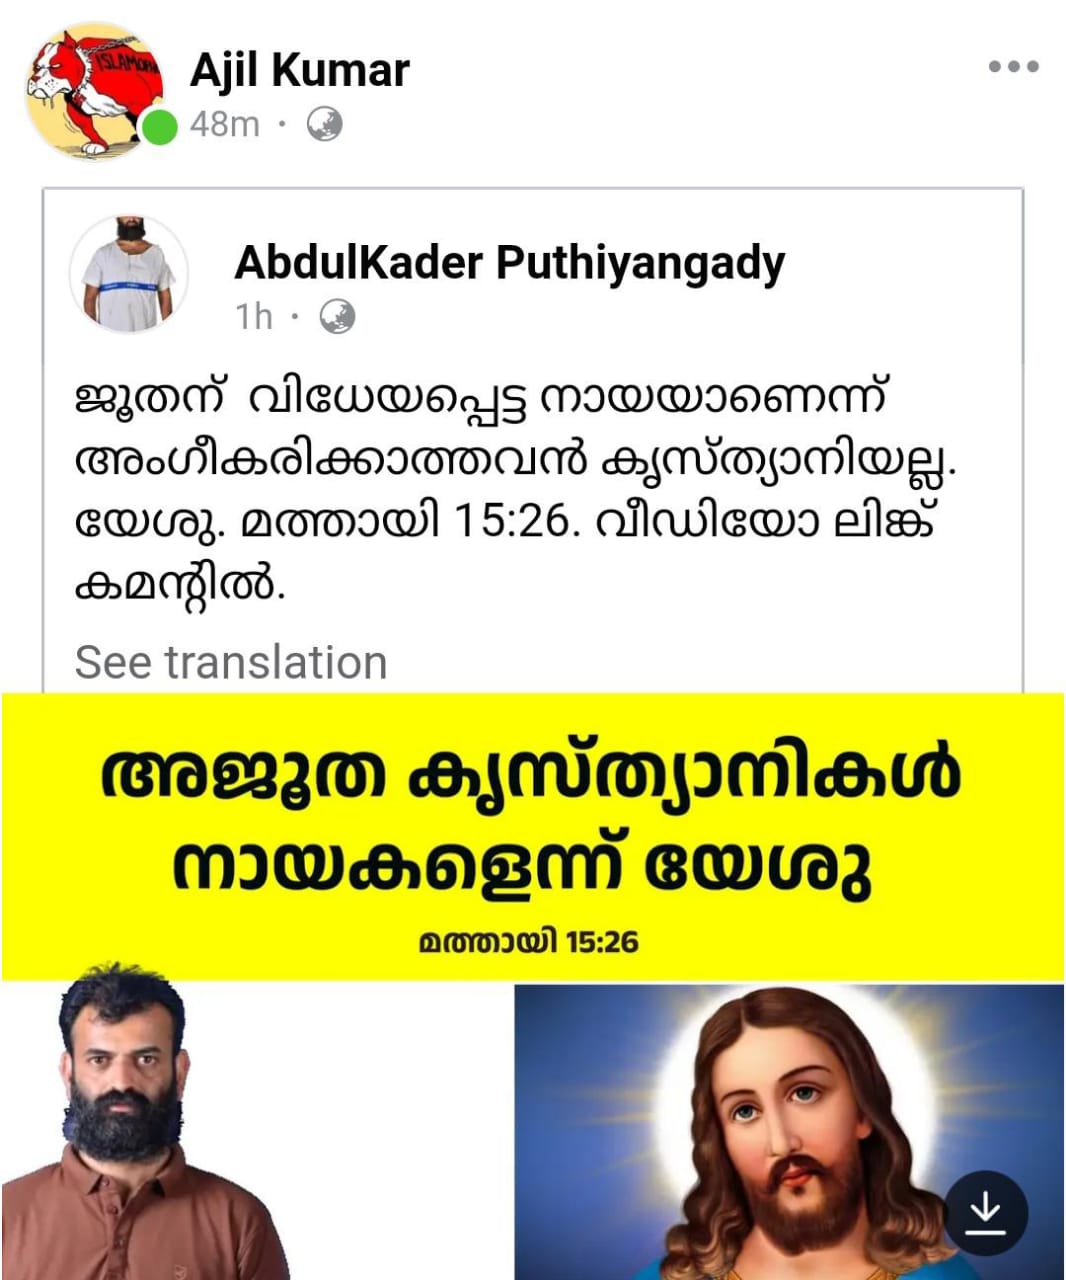 ISLAMOPH
Ajil Kumar
48m ·
AbdulKader Puthiyangady
1h ·
ജൂതന് വിധേയപ്പെട്ട നായയാണെന്ന്
അംഗീകരിക്കാത്തവൻ കൃസ്ത്യാനിയല്ല.
യേശു. മത്തായി 15:26. വീഡിയോ ലിങ്ക്
കമന്റിൽ.
See translation
അജൂത കൃസ്ത്യാനികൾ
നായകളെന്ന് യേശു
മത്തായി 15:26